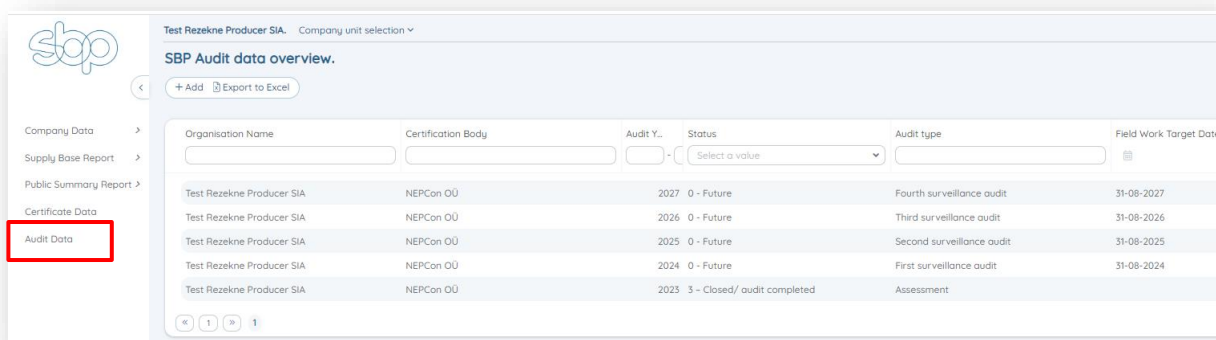 sbp
Test Rezekne Producer SIA. Company unit selection
SBP Audit data overview.
+ Add Export to Excel
Company Data
Supply Base Report
Public Summary Report
Certificate Data
Audit Data
Organisation Name Certification Body Audit Y... Status Audit type Field Work Target Date
- Select a value
Test Rezekne Producer SIA NEPCon OÜ 2027 0 - Future Fourth surveillance audit 31-08-2027
Test Rezekne Producer SIA NEPCon OÜ 2026 0 - Future Third surveillance audit 31-08-2026
Test Rezekne Producer SIA NEPCon OÜ 2025 0 - Future Second surveillance audit 31-08-2025
Test Rezekne Producer SIA NEPCon OÜ 2024 0 - Future First surveillance audit 31-08-2024
Test Rezekne Producer SIA NEPCon OÜ 2023 3 – Closed/ audit completed Assessment
« 1 » 1